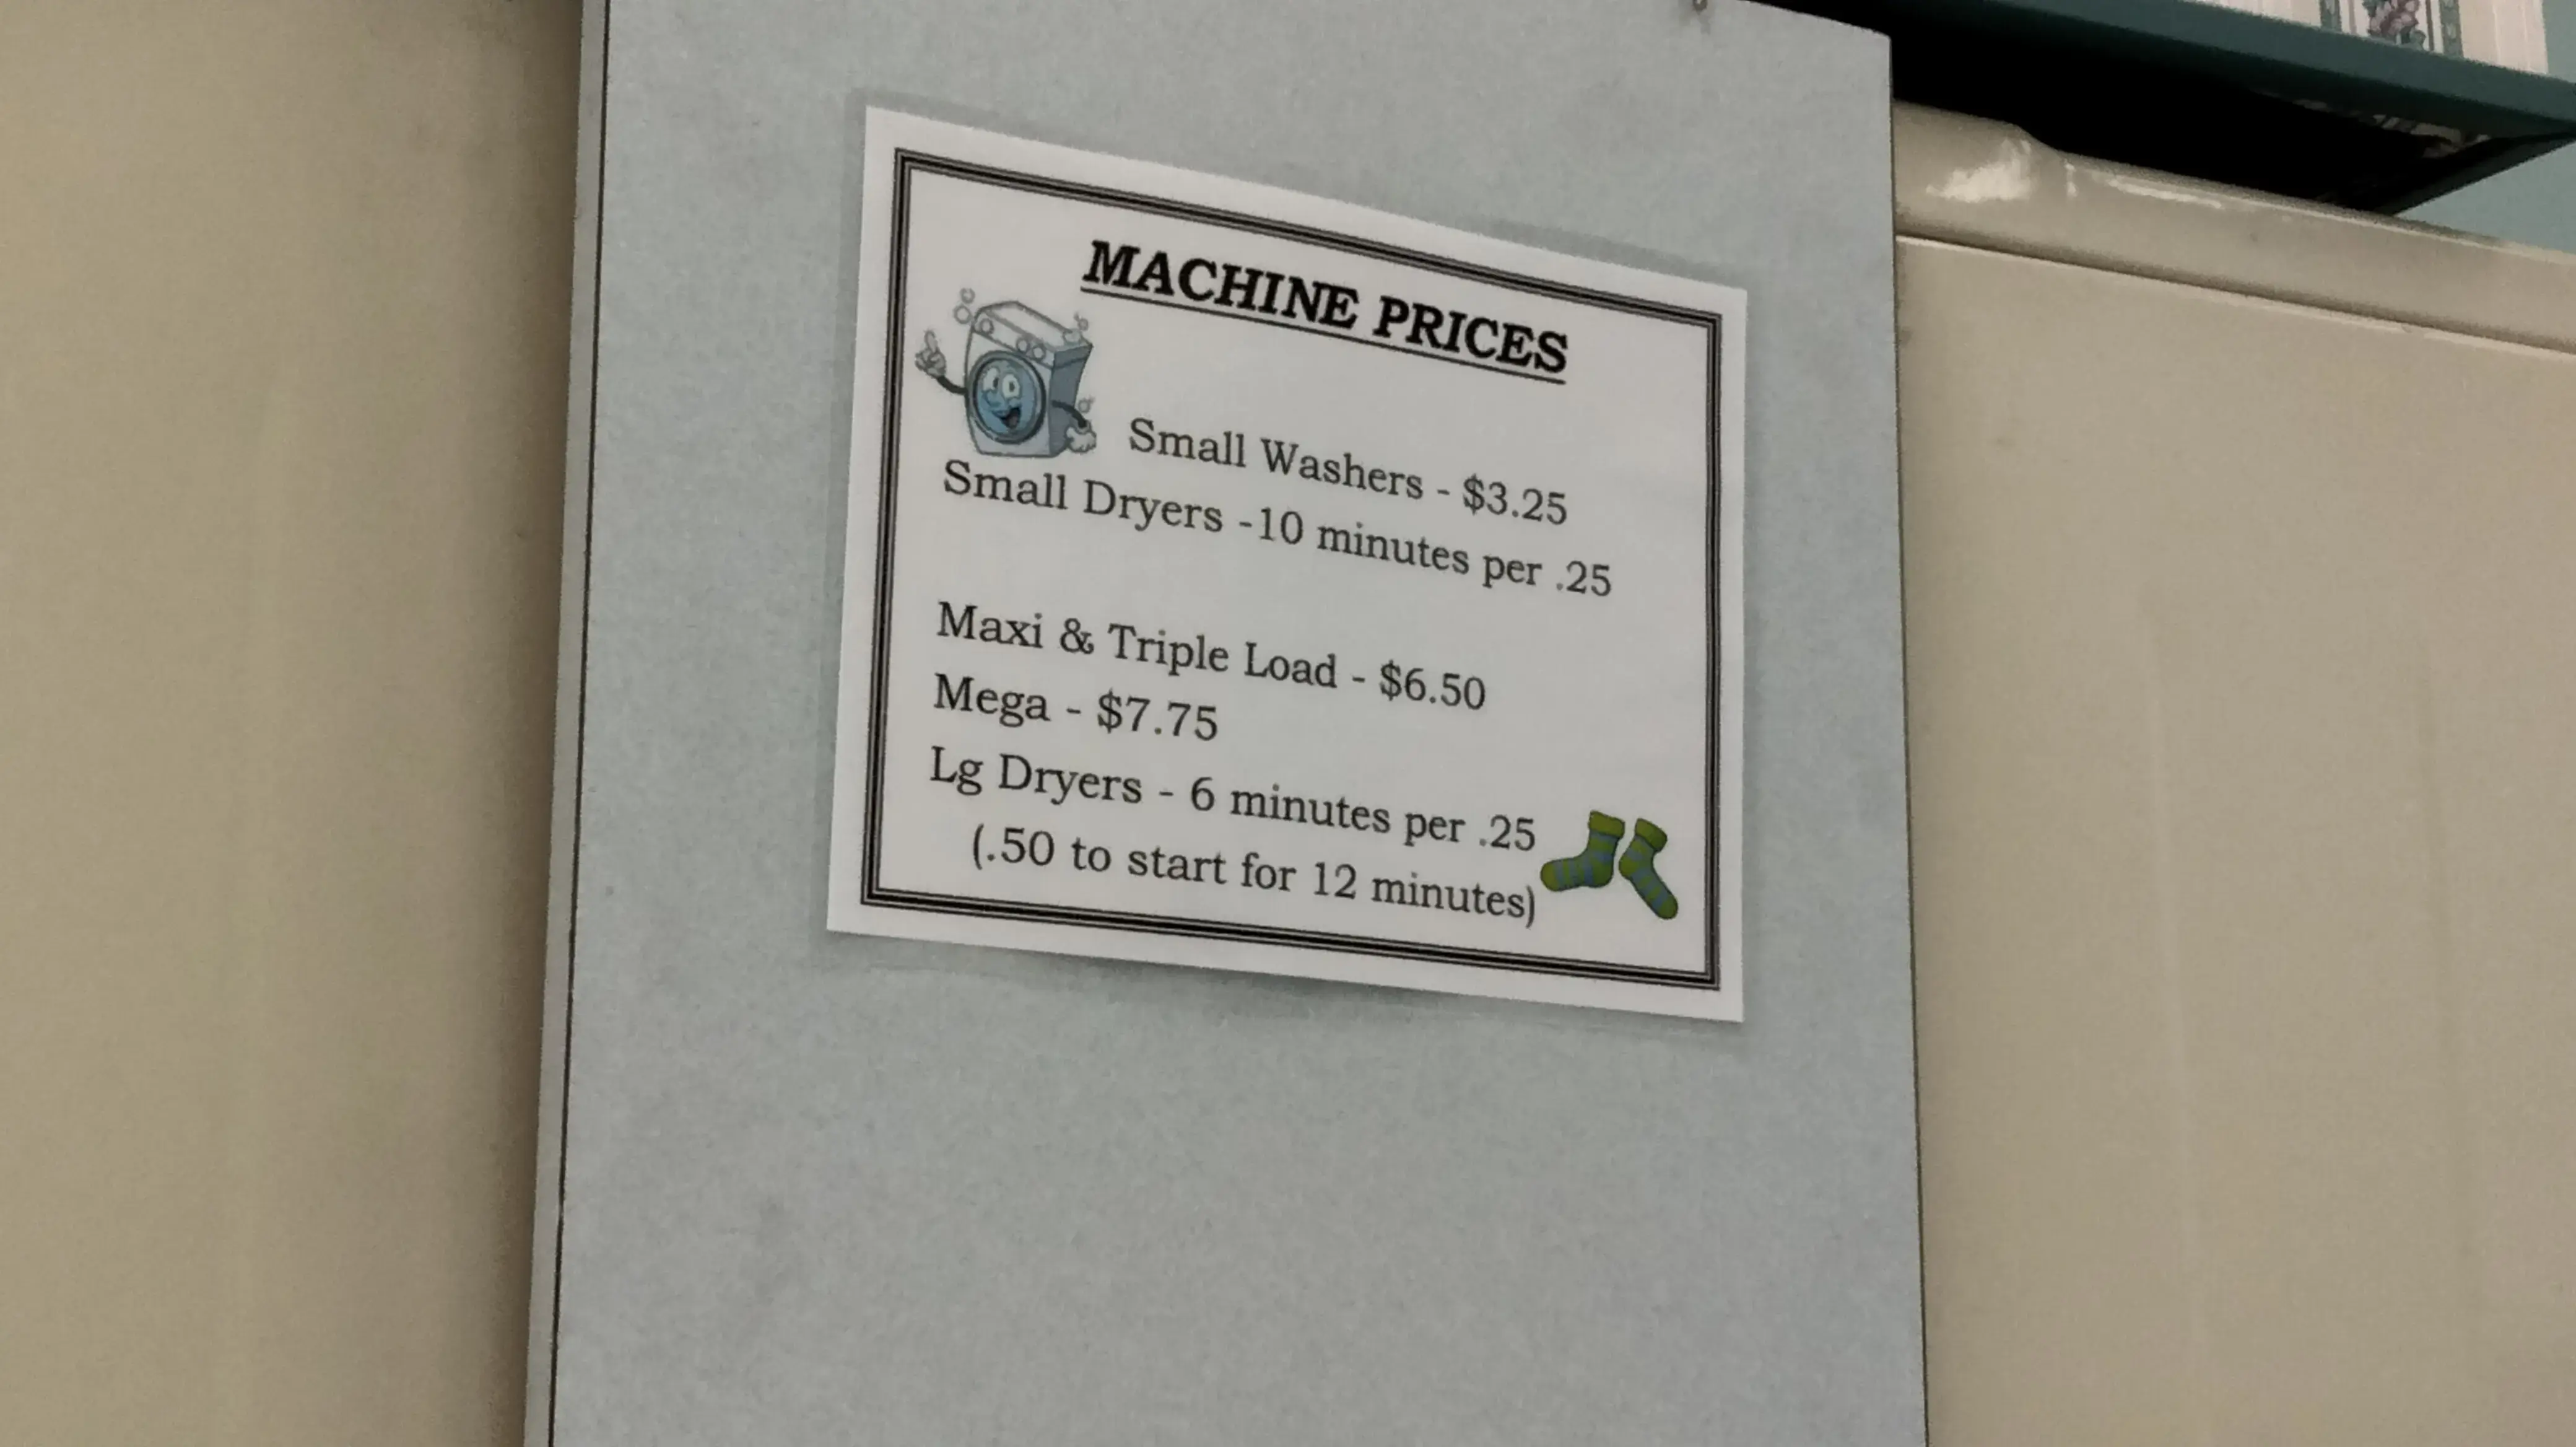 MACHINE PRICES
Small Washers - $3.25
Small Dryers -10 minutes per .25
Maxi & Triple Load - $6.50
Mega - $7.75
Lg Dryers - 6 minutes per .25
(.50 to start for 12 minutes)